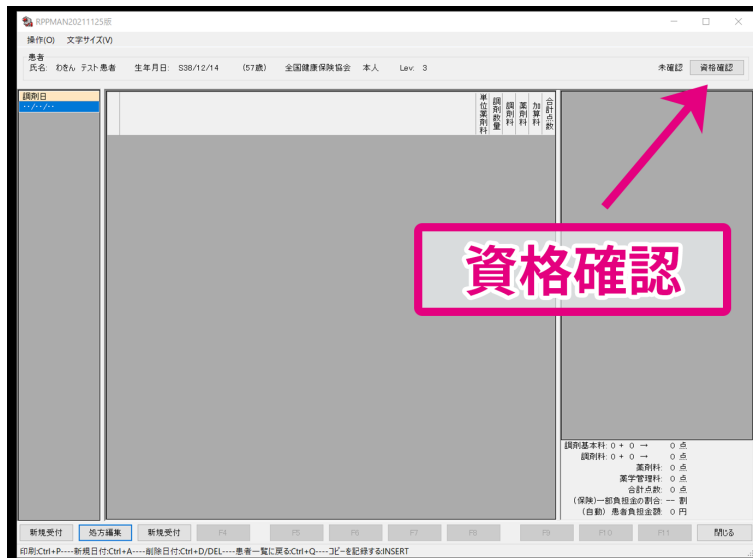 RPPMAN20211125版
操作(O) 文字サイズ(V)
患者
氏名: わきん テスト患者 生年月日: S38/12/14 (57歳) 全国健康保険協会 本人 Lev: 3 未確認 資格確認
調剤日
--/--/--
単位薬剤料 調剤数量 調剤料 薬剤料 加算料 合計点数
資格確認
調剤基本料: 0 + 0 → 0 点
調剤料: 0 + 0 → 0 点
薬剤料: 0 点
薬学管理料: 0 点
合計点数: 0 点
(保険)一部負担金の割合: -- 割
(自動) 患者負担金額: 0 円
新規受付 処方編集 新規受付 F4 F5 F6 F7 F8 F9 F10 F11 閉じる
印刷:Ctrl+P----新規日付:Ctrl+A----削除日付:Ctrl+D/DEL----患者一覧に戻る:Ctrl+Q----コピーを記録する:INSERT